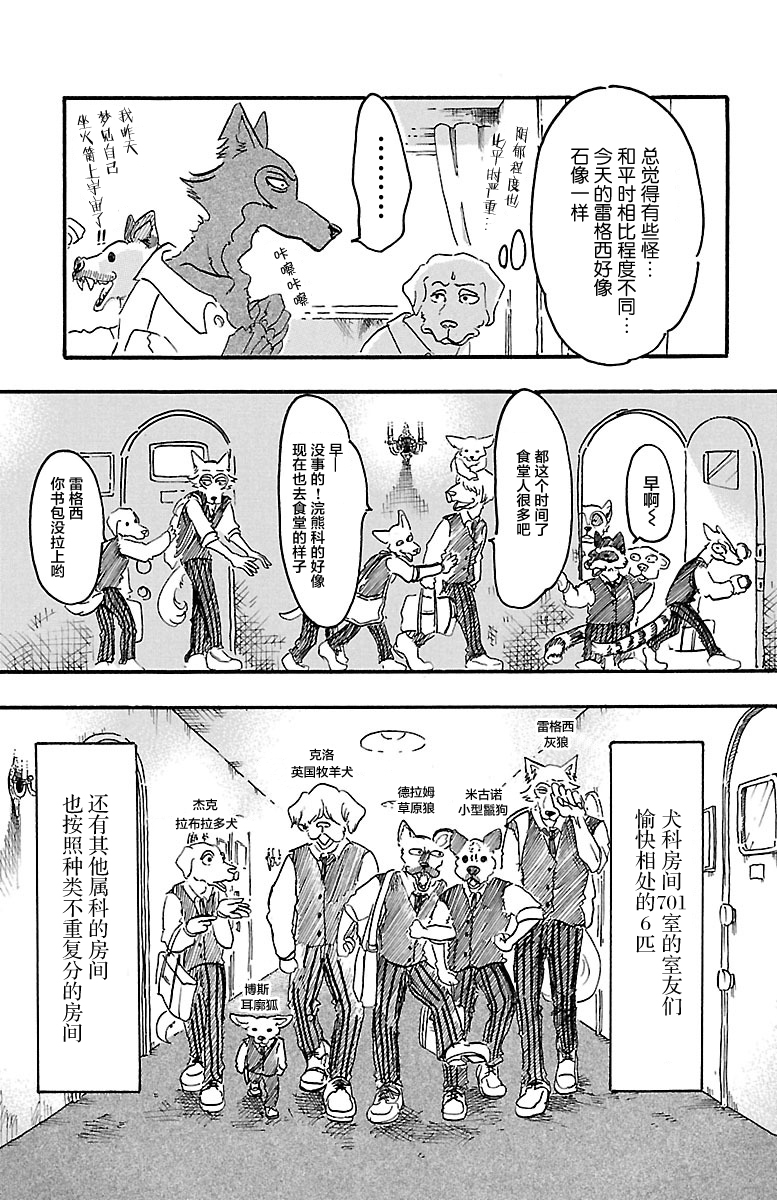 总觉得有些怪…
和平时相比程度不同…
今天的雷格西好像
石像一样
阴郁程度也
比平时严重…
………
咔嚓咔嚓
我昨天
梦见自己
坐火箭上宇宙了!!
早啊～
都这个时间了
食堂人很多吧
早—
没事的！浣熊科的好像
现在也去食堂的样子
雷格西
你书包没拉上哟
犬科房间701室的室友们
愉快相处的6匹
雷格西
灰狼
米古诺
小型鬣狗
德拉姆
草原狼
克洛
英国牧羊犬
杰克
拉布拉多犬
博斯
耳廓狐
还有其他属科的房间
也按照种类不重复分的房间